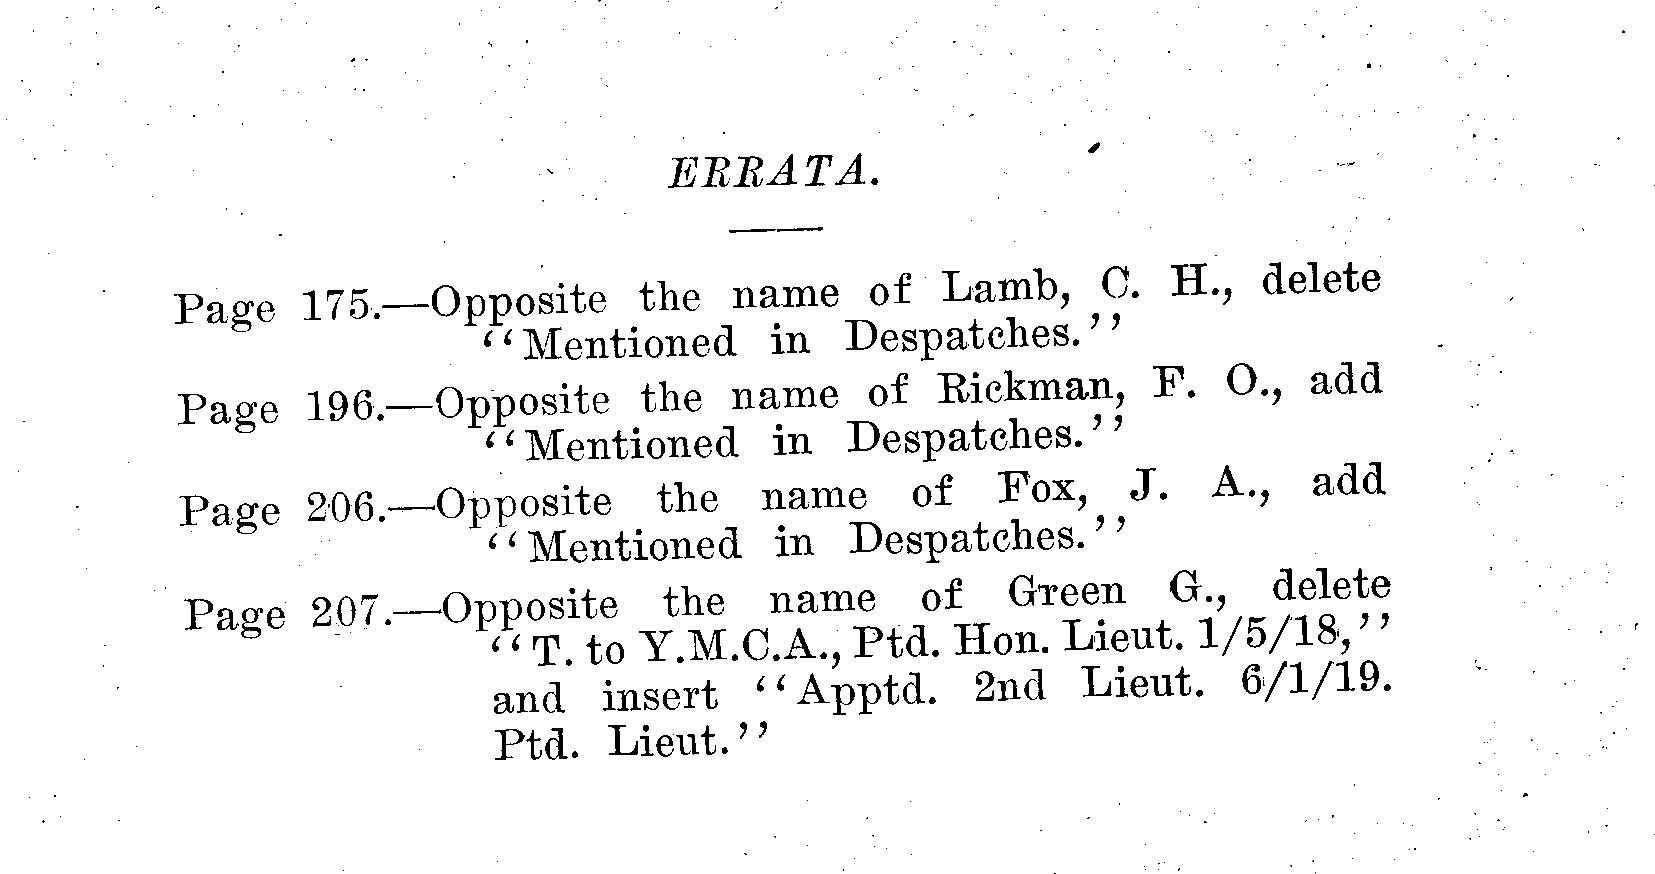 ERRATA.
Page 175.—Opposite the name of Lamb, C. H., delete
"Mentioned in Despatches."
Page 196.—Opposite the name of Rickman, F. O., add
"Mentioned in Despatches."
Page 206.—Opposite the name of Fox, J. A., add
"Mentioned in Despatches."
Page 207.—Opposite the name of Green G., delete
"T. to Y.M.C.A., Ptd. Hon. Lieut. 1/5/18,"
and insert "Apptd. 2nd Lieut. 6/1/19.
Ptd. Lieut."